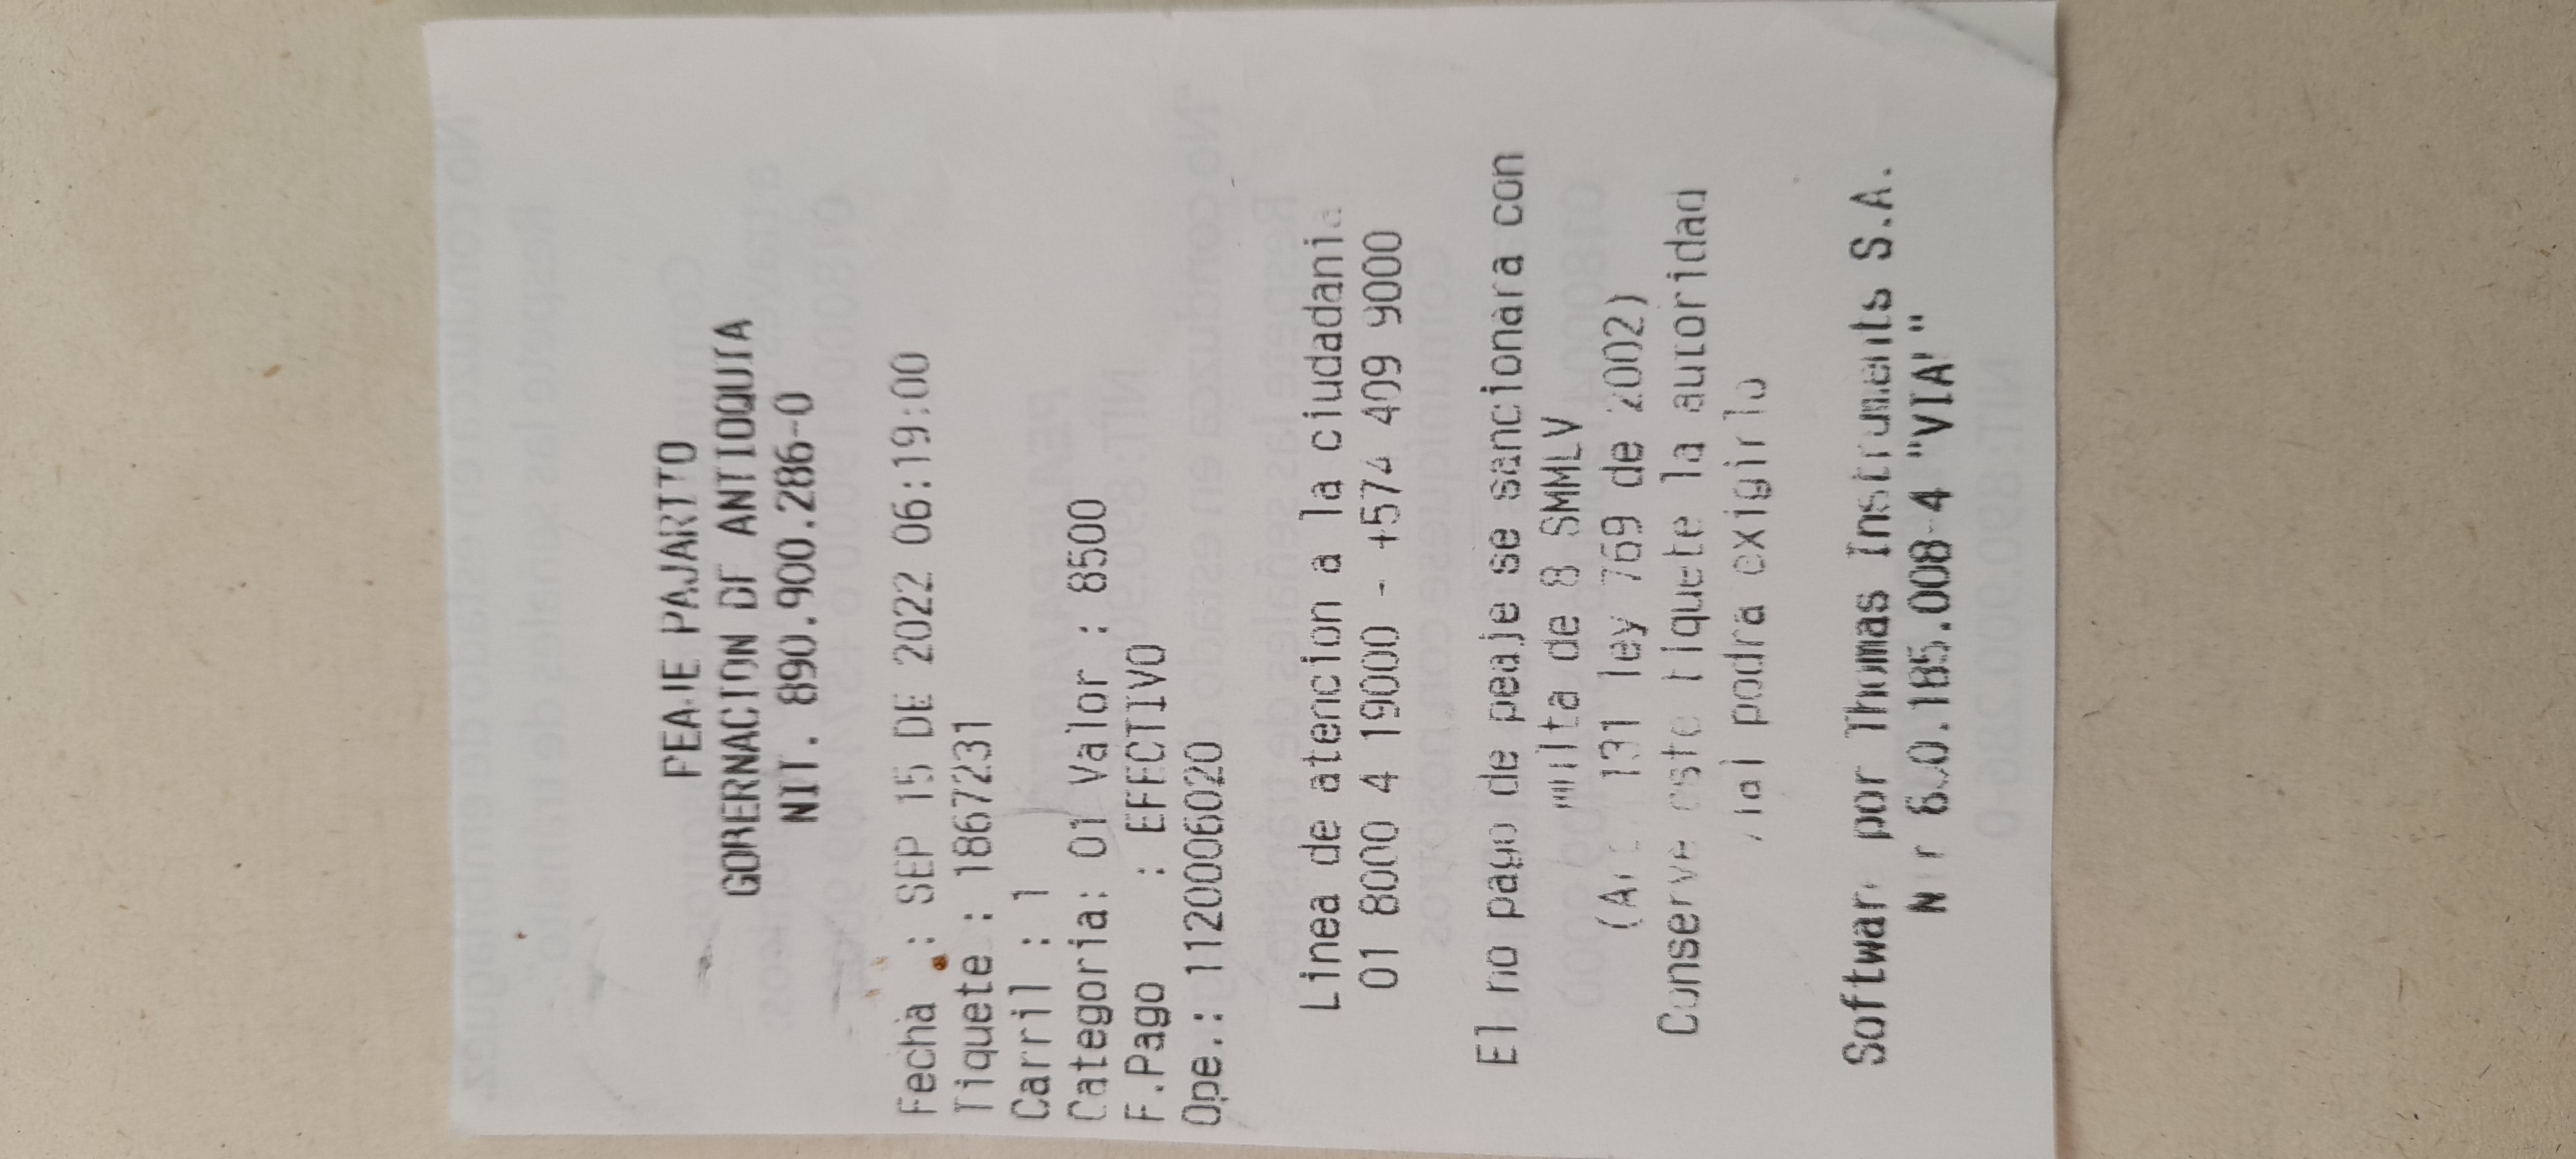 PEAJE PAJARITO
GOBERNACION DE ANTIOQUIA
NIT. 890.900.286-0
Fecha : SEP 15 DE 2022 06:19:00
Tiquete : 1867231
Carril : 1
Categoria: 01 Valor : 8500
F.Pago : EFECTIVO
Ope.: 1120006020
Linea de atencion a la ciudadania
01 8000 4 19000 - +574 409 9000
El no pago de peaje se sancionara con
multa de 8 SMMLV
131 ley 769 de 2002)
Conserve este tiquete la autoridad
vial podra exigirlo
Software por Thomas Instruments S.A.
Nit "VIAL"